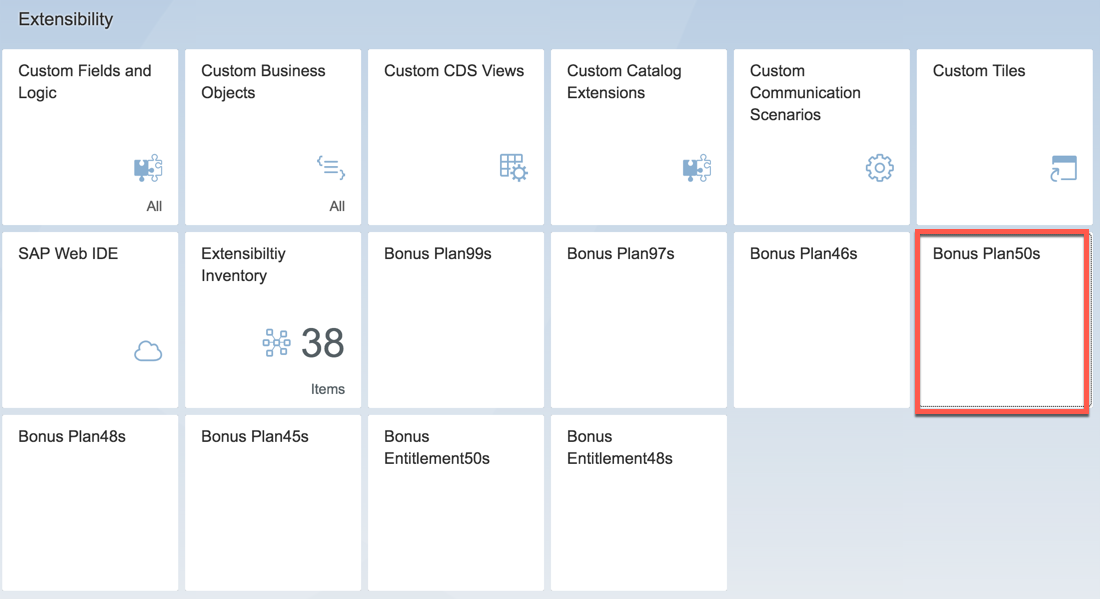 Extensibility
Custom Fields and
Logic
All
Custom Business
Objects
All
Custom CDS Views
Custom Catalog
Extensions
Custom
Communication
Scenarios
Custom Tiles
SAP Web IDE
Extensibiltiy
Inventory
38
Items
Bonus Plan99s
Bonus Plan97s
Bonus Plan46s
Bonus Plan50s
Bonus Plan48s
Bonus Plan45s
Bonus
Entitlement50s
Bonus
Entitlement48s